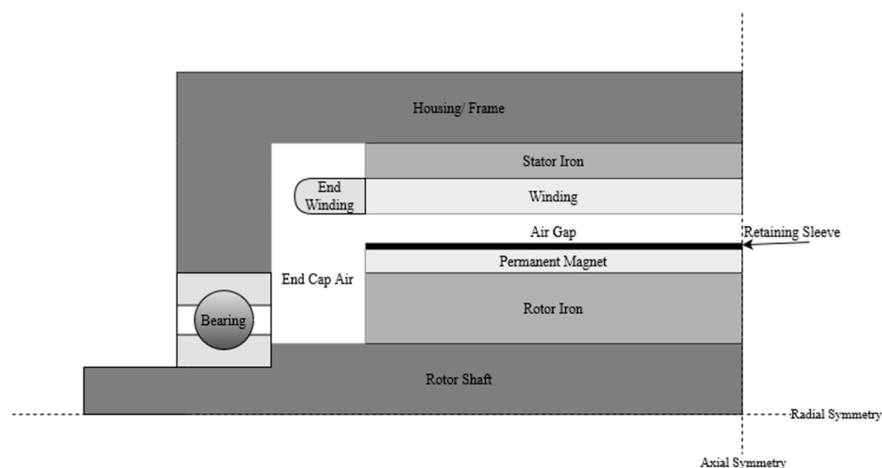 Housing/ Frame
Stator Iron
End
Winding
Winding
Air Gap
Retaining Sleeve
Permanent Magnet
End Cap Air
Rotor Iron
Bearing
Rotor Shaft
Radial Symmetry
Axial Symmetry